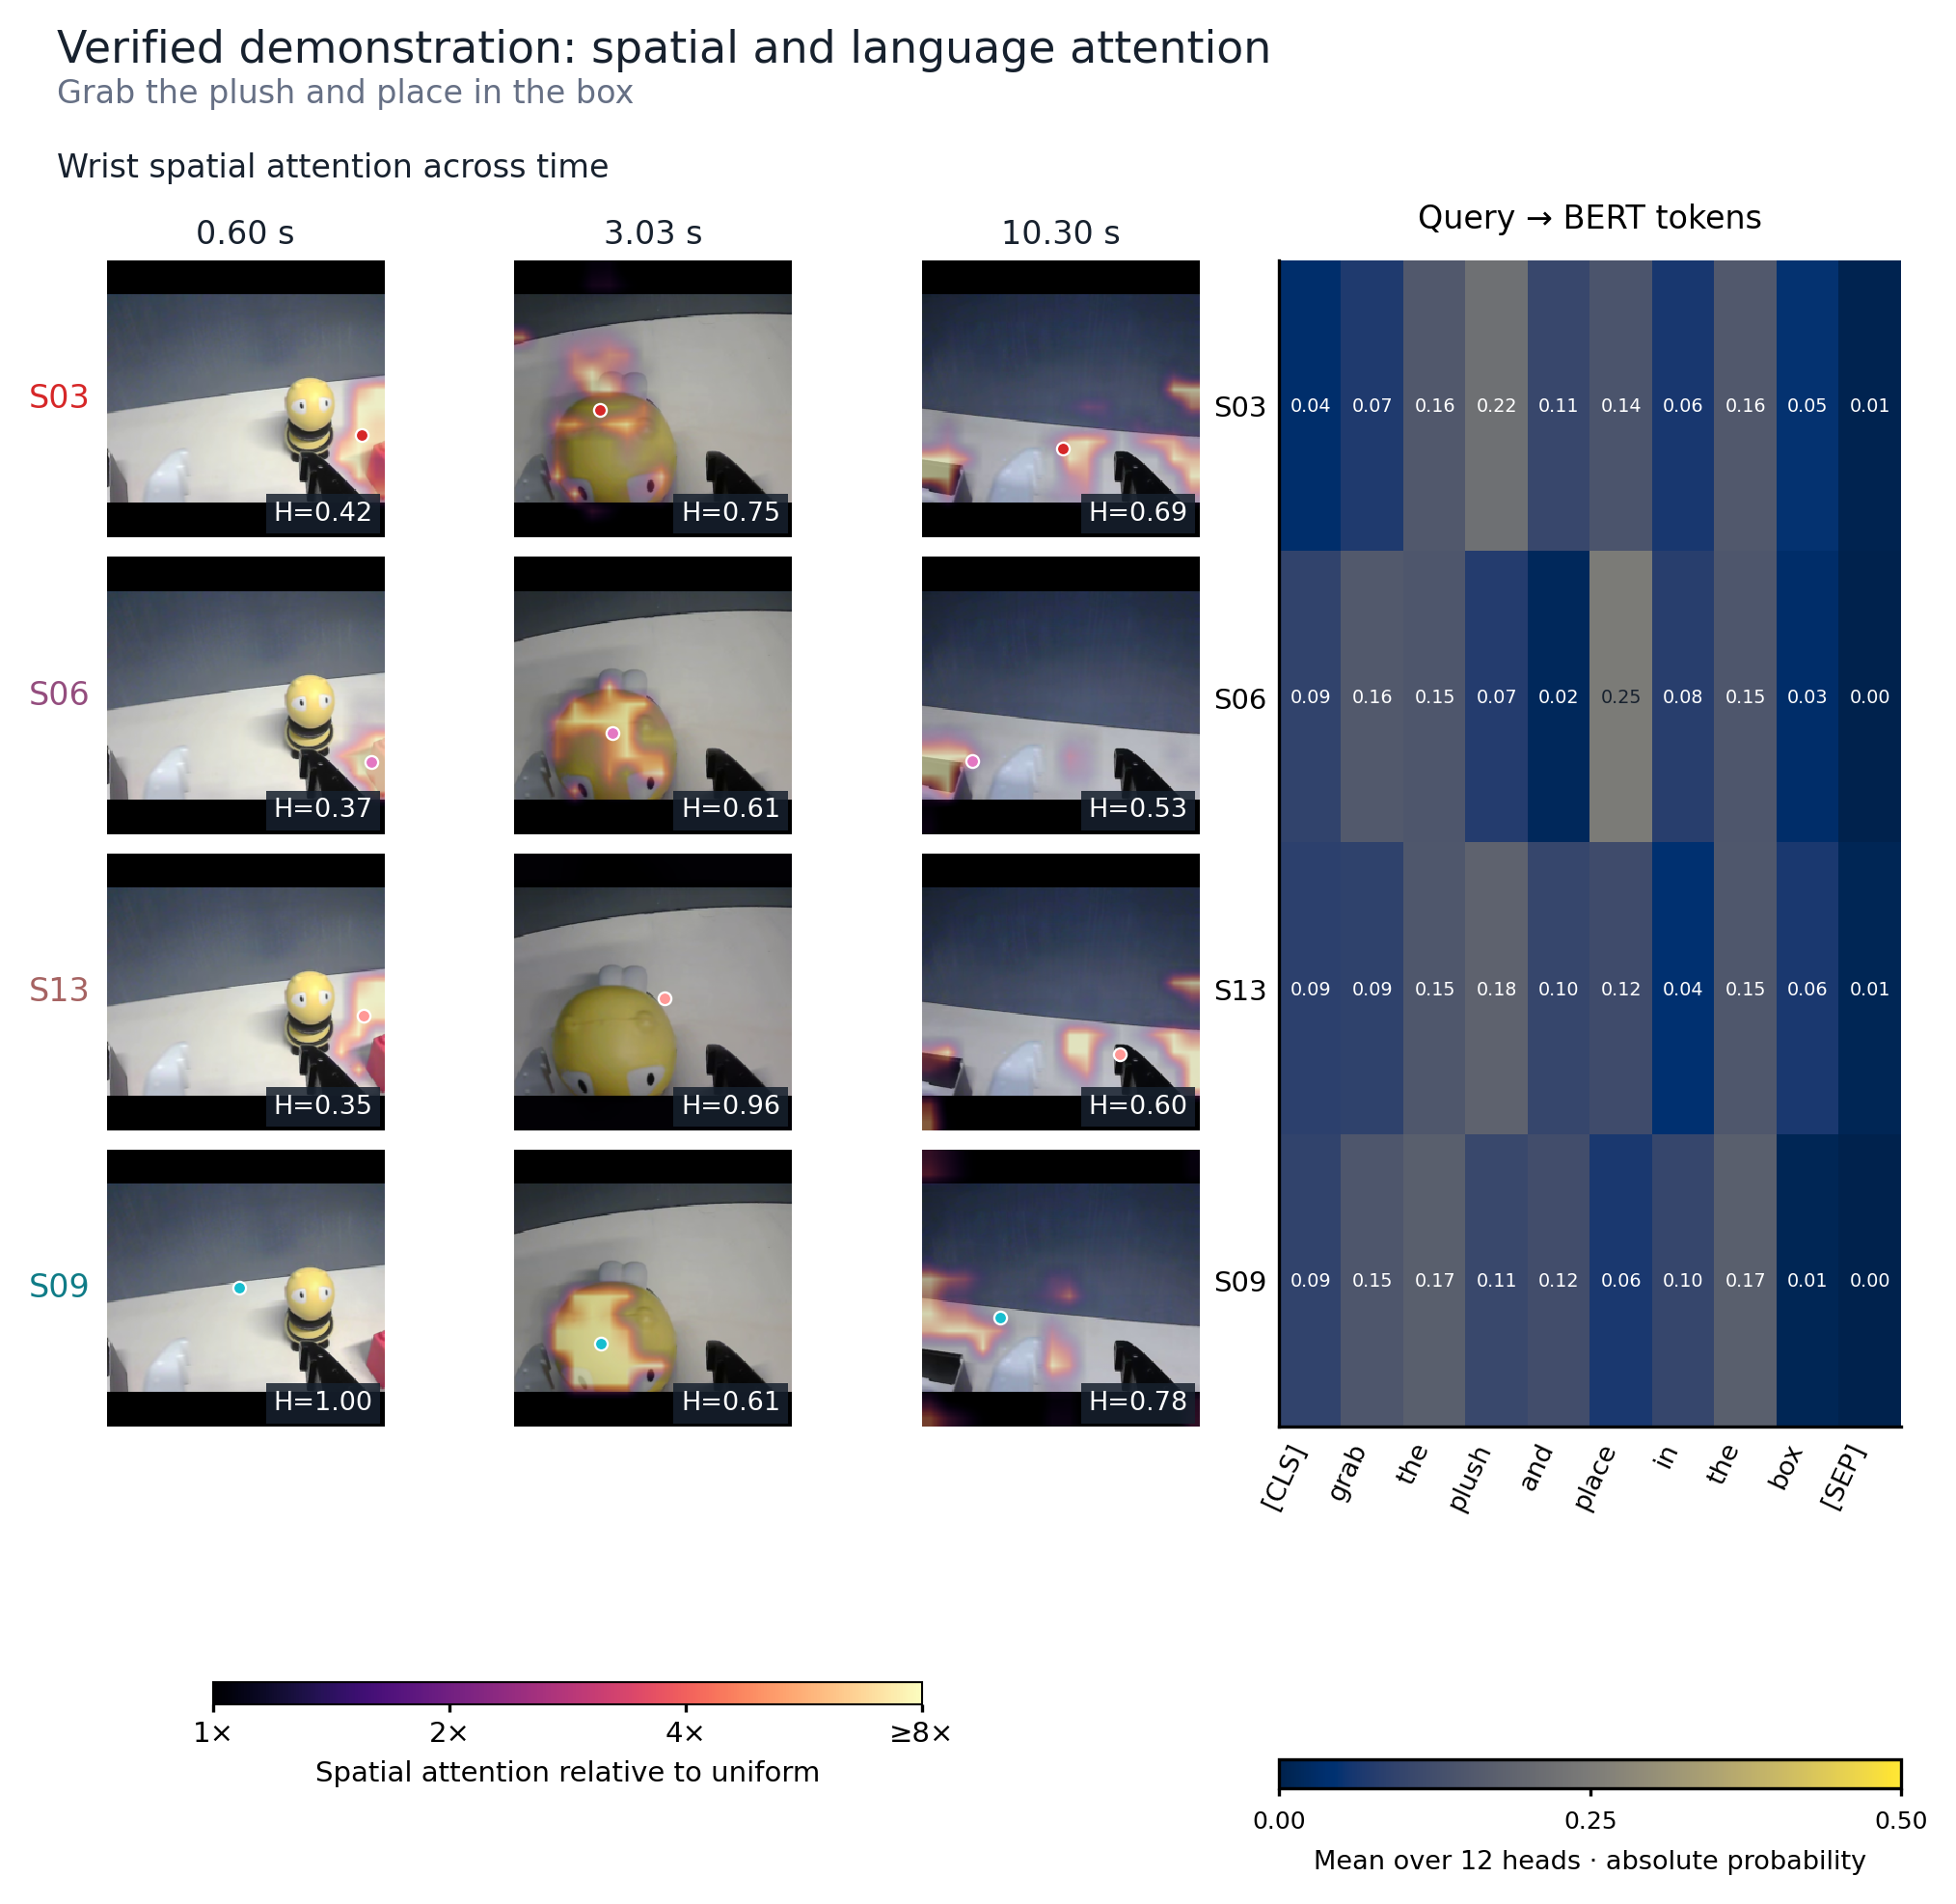 Verified demonstration: spatial and language attention
Grab the plush and place in the box
Wrist spatial attention across time
0.60 s 3.03 s 10.30 s
S03 H=0.42 H=0.75 H=0.69
S06 H=0.37 H=0.61 H=0.53
S13 H=0.35 H=0.96 H=0.60
S09 H=1.00 H=0.61 H=0.78
1× 2× 4× ≥8×
Spatial attention relative to uniform
Query → BERT tokens
S03 0.04 0.07 0.16 0.22 0.11 0.14 0.06 0.16 0.05 0.01
S06 0.09 0.16 0.15 0.07 0.02 0.25 0.08 0.15 0.03 0.00
S13 0.09 0.09 0.15 0.18 0.10 0.12 0.04 0.15 0.06 0.01
S09 0.09 0.15 0.17 0.11 0.12 0.06 0.10 0.17 0.01 0.00
[CLS] grab the plush and place in the box [SEP]
0.00 0.25 0.50
Mean over 12 heads · absolute probability